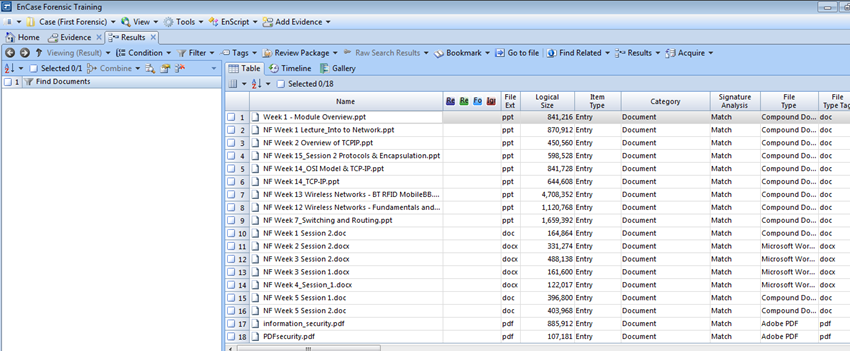 EnCase Forensic Training
Case (First Forensic) View Tools EnScript Add Evidence
Home Evidence Results
Viewing (Result) Condition Filter Tags Review Package Raw Search Results Bookmark Go to file Find Related Results Acquire
Selected 0/1 Combine
Table Timeline Gallery
1 Find Documents
Selected 0/18
Name Re Re Fo Igr File Ext Logical Size Item Type Category Signature Analysis File Type File Type Tag
1 Week 1 - Module Overview.ppt ppt 841,216 Entry Document Match Compound Do... doc
2 NF Week 1 Lecture_Into to Network.ppt ppt 870,912 Entry Document Match Compound Do... doc
3 NF Week 2 Overview of TCPIP.ppt ppt 450,560 Entry Document Match Compound Do... doc
4 NF Week 15_Session 2 Protocols & Encapsulation.ppt ppt 598,528 Entry Document Match Compound Do... doc
5 NF Week 14_OSI Model & TCP-IP.ppt ppt 841,728 Entry Document Match Compound Do... doc
6 NF Week 14_TCP-IP.ppt ppt 644,608 Entry Document Match Compound Do... doc
7 NF Week 13 Wireless Networks - BT RFID MobileBB.... ppt 4,708,352 Entry Document Match Compound Do... doc
8 NF Week 12 Wireless Networks - Fundamentals and... ppt 1,120,768 Entry Document Match Compound Do... doc
9 NF Week 7_Switching and Routing.ppt ppt 1,659,392 Entry Document Match Compound Do... doc
10 NF Week 1 Session 2.doc doc 164,864 Entry Document Match Compound Do... doc
11 NF Week 2 Session 2.docx docx 331,274 Entry Document Match Microsoft Wor... docx
12 NF Week 3 Session 2.docx docx 488,138 Entry Document Match Microsoft Wor... docx
13 NF Week 3 Session 1.docx docx 161,600 Entry Document Match Microsoft Wor... docx
14 NF Week 4_Session_1.docx docx 122,017 Entry Document Match Microsoft Wor... docx
15 NF Week 5 Session 1.doc doc 396,800 Entry Document Match Compound Do... doc
16 NF Week 5 Session 2.doc doc 403,968 Entry Document Match Compound Do... doc
17 information_security.pdf pdf 885,912 Entry Document Match Adobe PDF pdf
18 PDFsecurity.pdf pdf 107,181 Entry Document Match Adobe PDF pdf